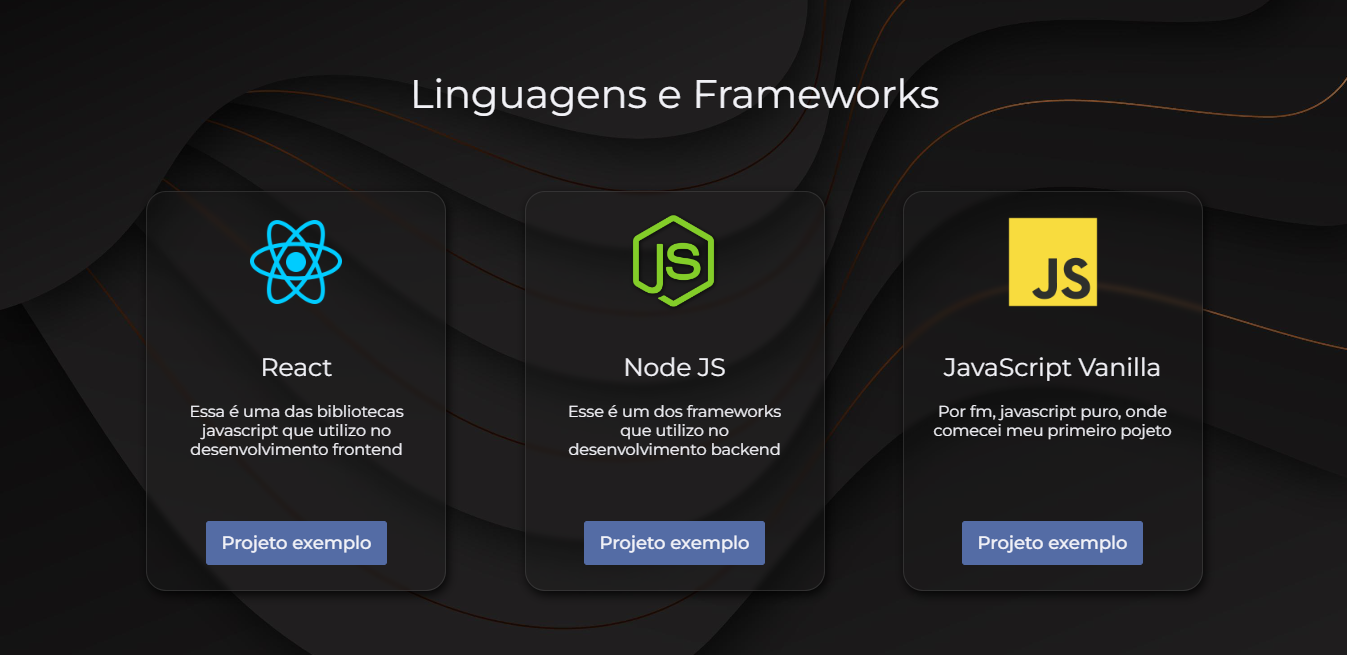 Linguagens e Frameworks
JS
JS
React
Node JS
JavaScript Vanilla
Essa é uma das bibliotecas
javascript que utilizo no
desenvolvimento frontend
Esse é um dos frameworks
que utilizo no
desenvolvimento backend
Por fm, javascript puro, onde
comecei meu primeiro pojeto
Projeto exemplo
Projeto exemplo
Projeto exemplo